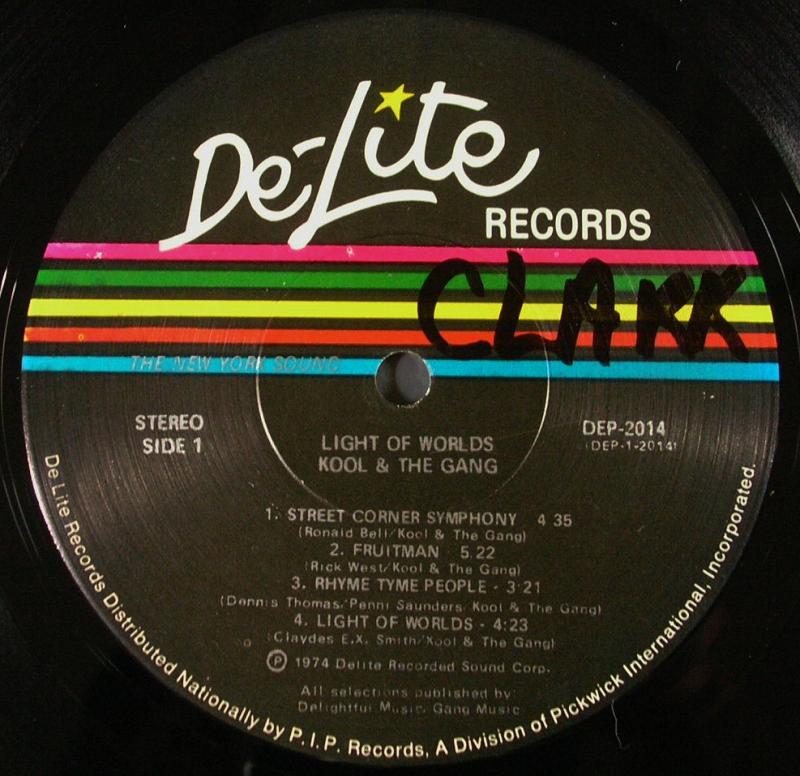 De-Lite
RECORDS
CLARK
THE NEW YORK SOUND
STEREO
SIDE 1
DEP-2014
(DEP-1-2014)
LIGHT OF WORLDS
KOOL & THE GANG
1. STREET CORNER SYMPHONY 4 35
(Ronald Bell/Kool & The Gang)
2. FRUITMAN - 5.22
(Rick West/Kool & The Gang)
3. RHYME TYME PEOPLE - 3:21
(Dennis Thomas/Penni Saunders/Kool & The Gang)
4. LIGHT OF WORLDS - 4:23
(Claydes E.X. Smith/Kool & The Gang)
℗ 1974 Delite Recorded Sound Corp.
All selections published by:
Delightful Music, Gang Music
De Lite Records Distributed Nationally by P.I.P. Records, A Division of Pickwick International, Incorporated.